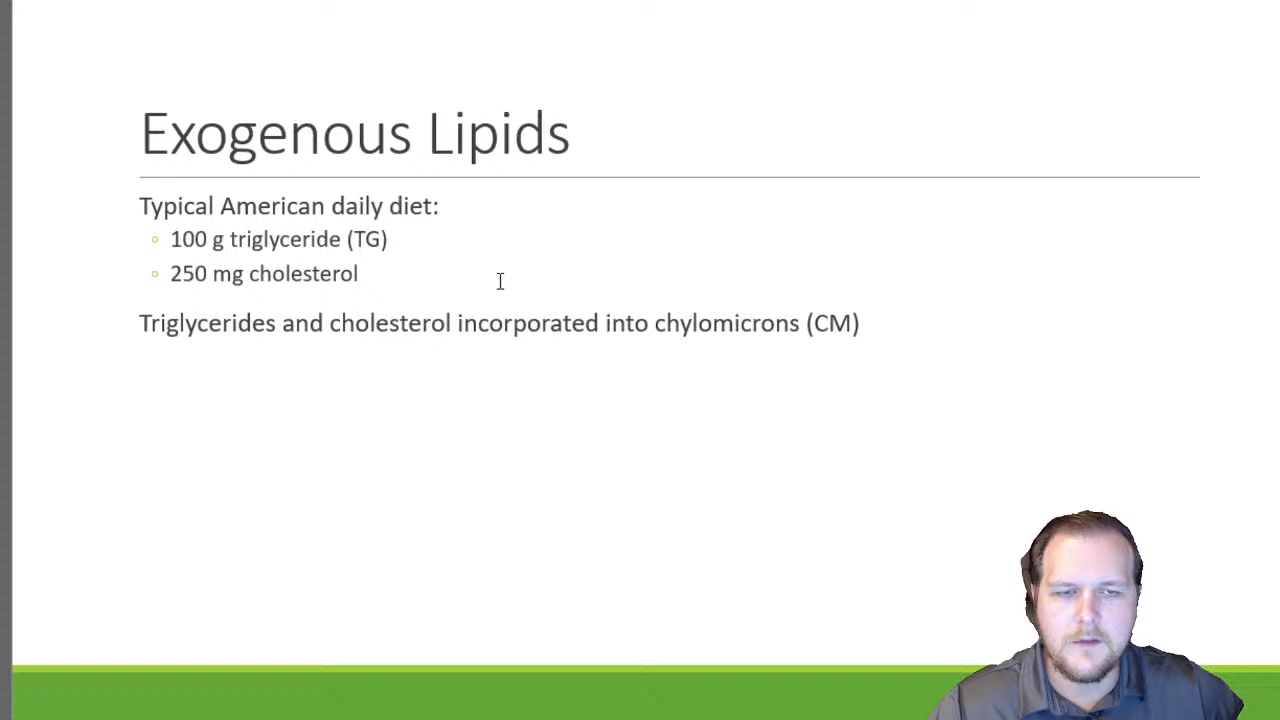 Exogenous Lipids
Typical American daily diet:
100 g triglyceride (TG)
250 mg cholesterol
Triglycerides and cholesterol incorporated into chylomicrons (CM)